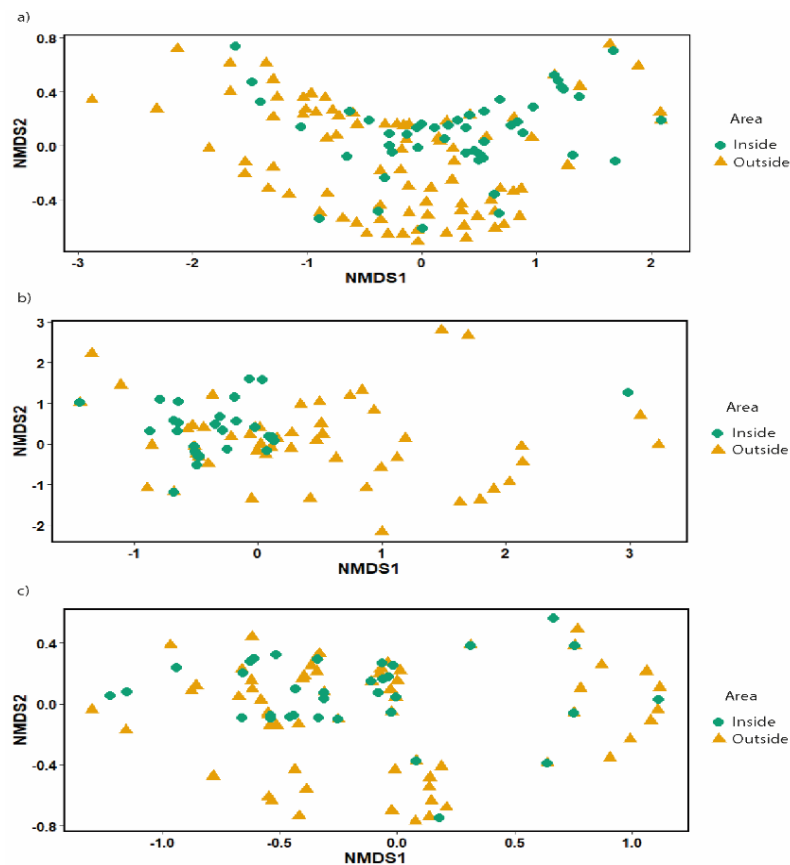 a)
0.8
0.4
0.0
-0.4
NMDS2
-3
-2
-1
0
1
2
NMDS1
Area
Inside
Outside
b)
3
2
1
0
-1
-2
NMDS2
-1
0
1
2
3
NMDS1
Area
Inside
Outside
c)
0.4
0.0
-0.4
-0.8
NMDS2
-1.0
-0.5
0.0
0.5
1.0
NMDS1
Area
Inside
Outside